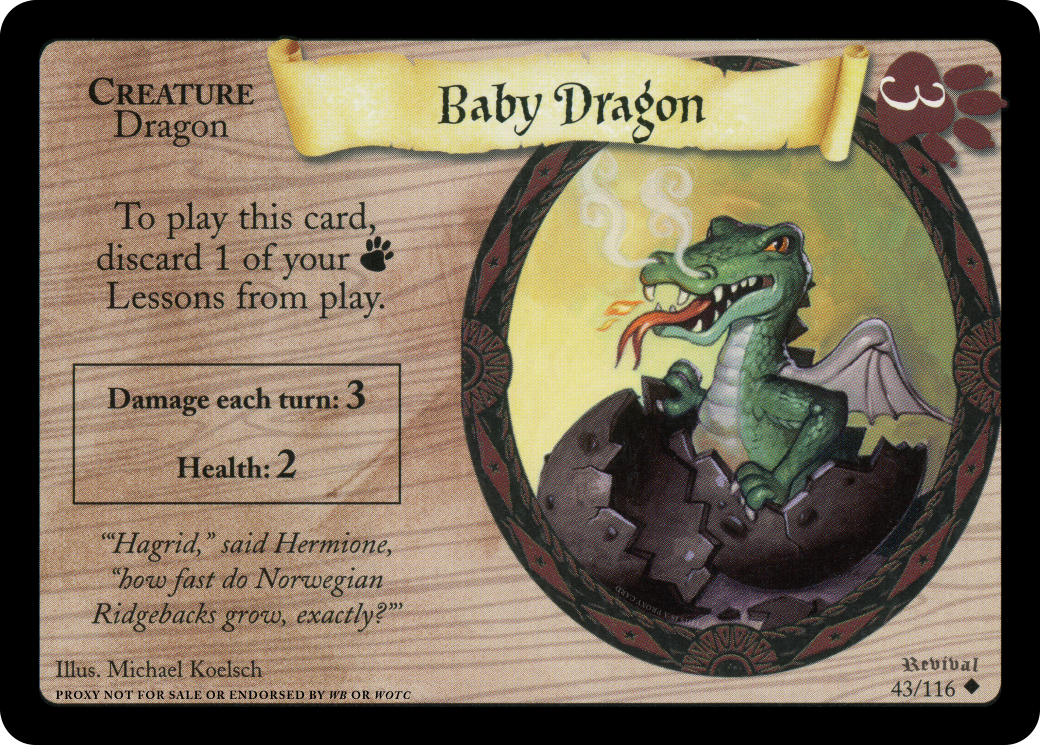 Baby Dragon
3
CREATURE
Dragon
To play this card,
discard 1 of your
Lessons from play.
Damage each turn: 3
Health: 2
“‘Hagrid,” said Hermione,
“how fast do Norwegian
Ridgebacks grow, exactly?’”
Illus. Michael Koelsch
PROXY NOT FOR SALE OR ENDORSED BY WB OR WOTC
Revival
43/116